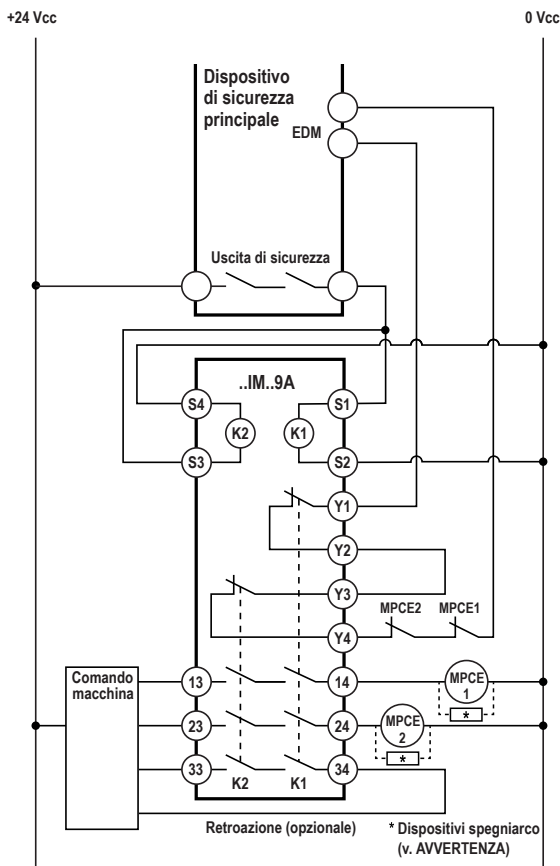 +24 Vcc
0 Vcc
Dispositivo
di sicurezza
principale
EDM
Uscita di sicurezza
..IM..9A
S4
S1
K2
K1
S3
S2
Y1
Y2
Y3
MPCE2
MPCE1
Y4
Comando
macchina
13
14
MPCE
1
*
23
24
MPCE
2
*
33
34
K2
K1
Retroazione (opzionale)
* Dispositivi spegniarco
(v. AVVERTENZA)